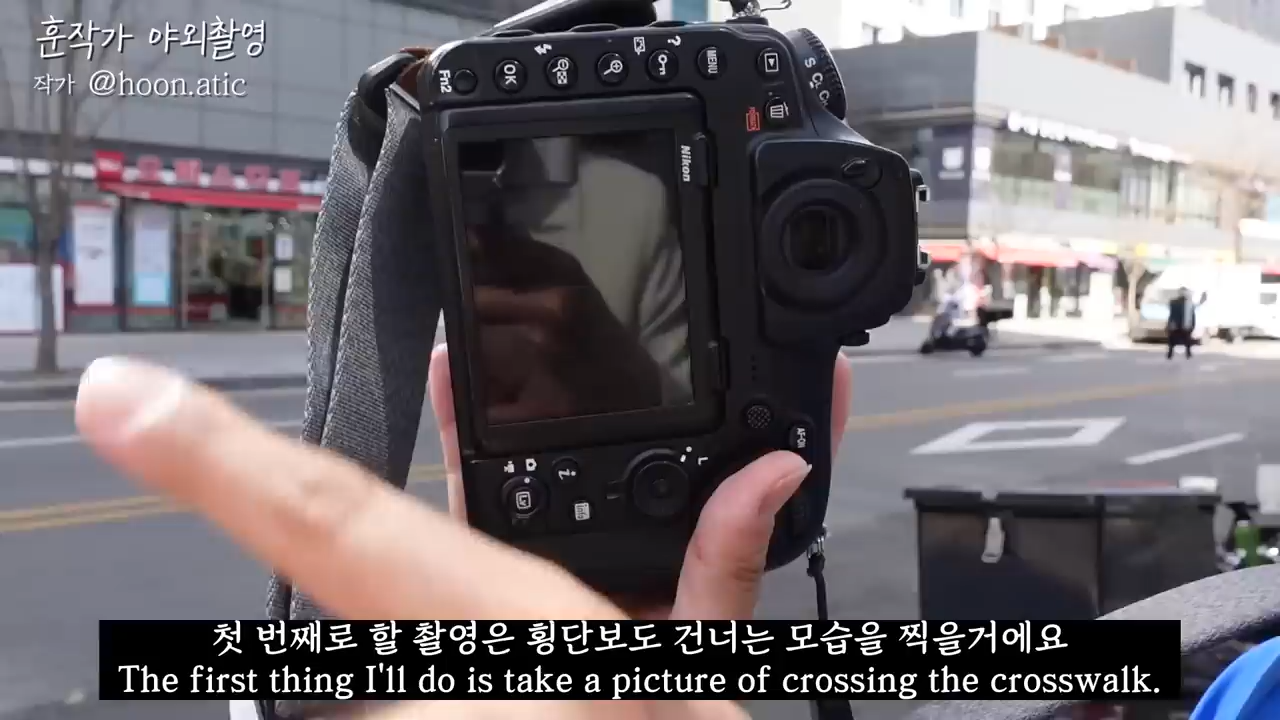 훈작가 야외촬영
작가 @hoon.atic
Fn2
OK
?
MENU
S
Nikon
AF-ON
L
i
Lv
info
첫 번째로 할 촬영은 횡단보도 건너는 모습을 찍을거에요
The first thing I'll do is take a picture of crossing the crosswalk.